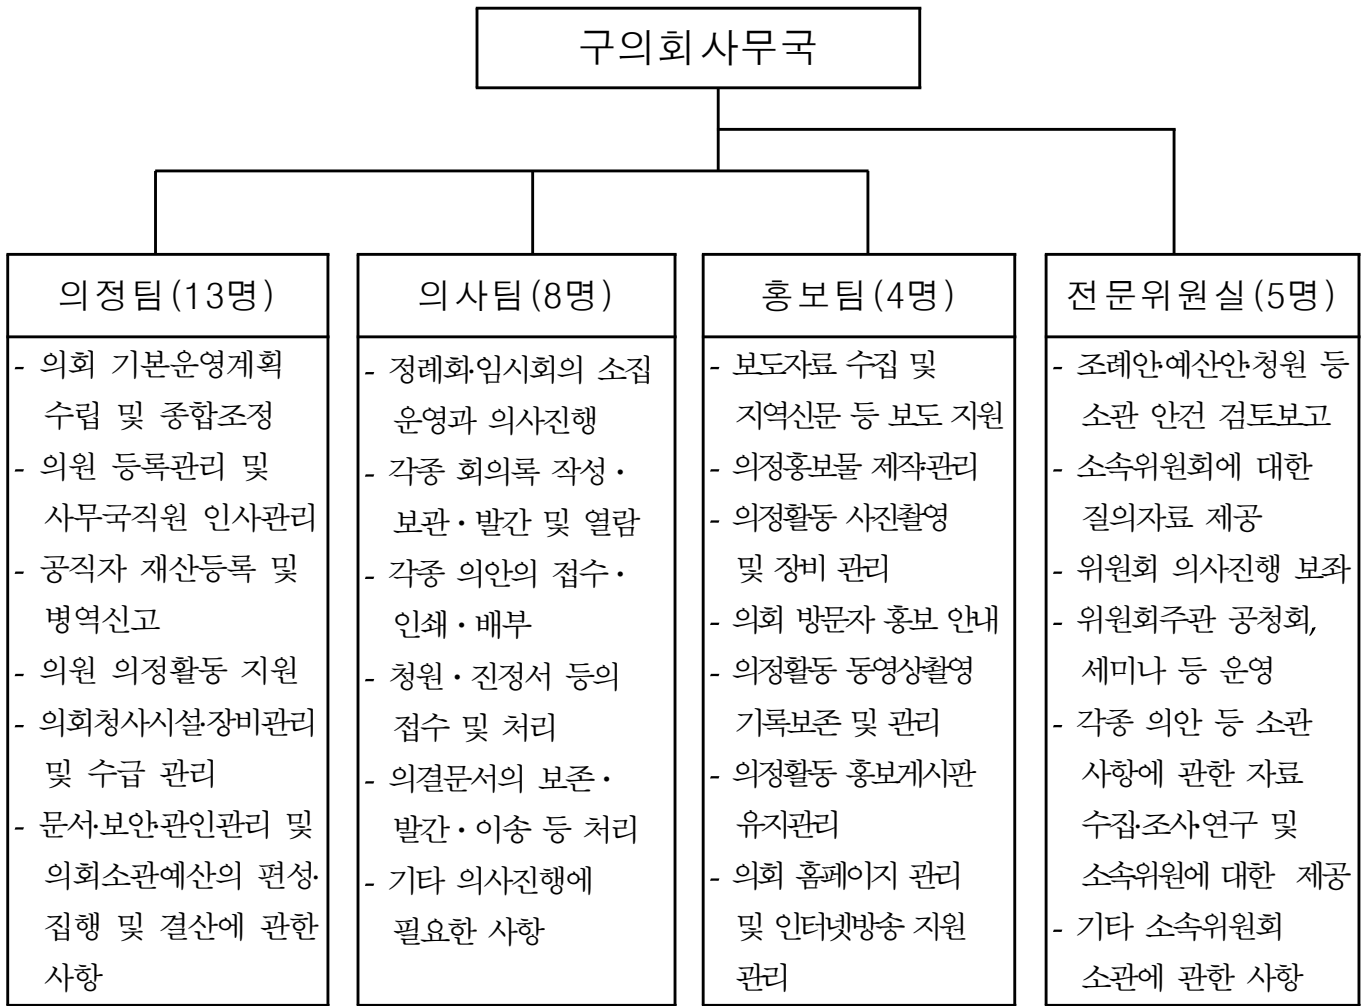 구의회사무국
의정팀(13명)
- 의회 기본운영계획
수립 및 종합조정
- 의원 등록관리 및
사무국직원 인사관리
- 공직자 재산등록 및
병역신고
- 의원 의정활동 지원
- 의회청사시설·장비관리
및 수급 관리
- 문서·보안·관인관리 및
의회소관예산의 편성·
집행 및 결산에 관한
사항
의사팀(8명)
- 정례회·임시회의 소집
운영과 의사진행
- 각종 회의록 작성·
보관·발간 및 열람
- 각종 의안의 접수·
인쇄·배부
- 청원·진정서 등의
접수 및 처리
- 의결문서의 보존·
발간·이송 등 처리
- 기타 의사진행에
필요한 사항
홍보팀(4명)
- 보도자료 수집 및
지역신문 등 보도 지원
- 의정홍보물 제작·관리
- 의정활동 사진촬영
및 장비 관리
- 의회 방문자 홍보 안내
- 의정활동 동영상촬영
기록보존 및 관리
- 의정활동 홍보게시판
유지관리
- 의회 홈페이지 관리
및 인터넷방송 지원
관리
전문위원실(5명)
- 조례안·예산안·청원 등
소관 안건 검토보고
- 소속위원회에 대한
질의자료 제공
- 위원회 의사진행 보좌
- 위원회주관 공청회,
세미나 등 운영
- 각종 의안 등 소관
사항에 관한 자료
수집·조사·연구 및
소속위원에 대한 제공
- 기타 소속위원회
소관에 관한 사항